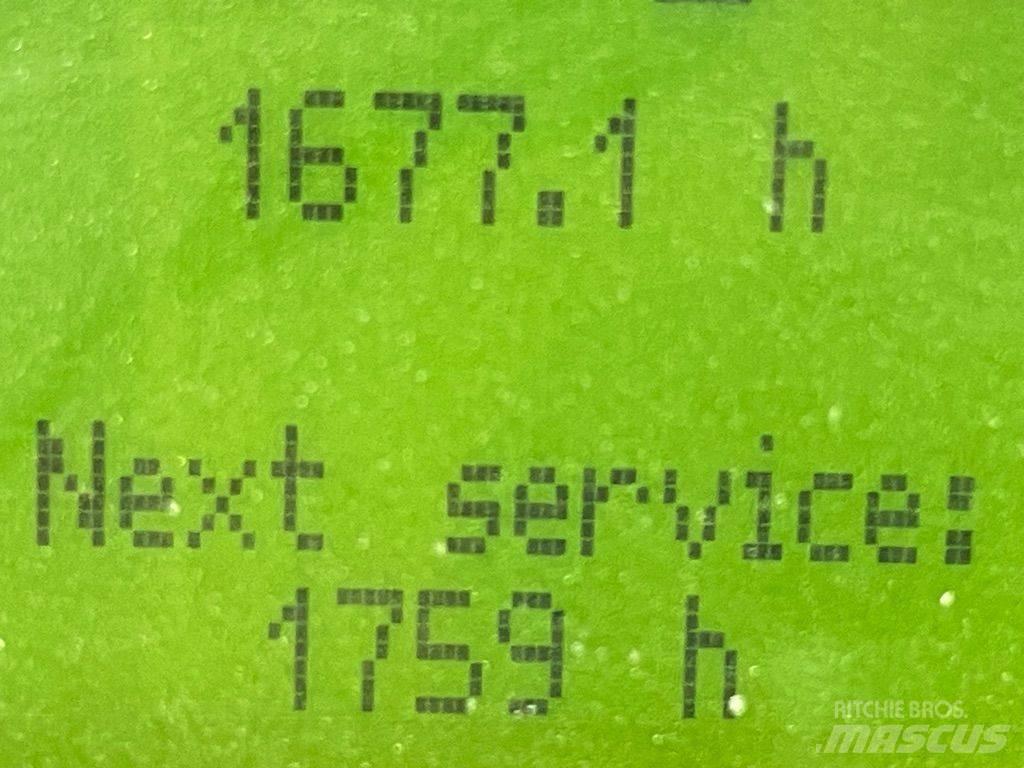 1677.1 h
Next service:
1759 h
RITCHIE BROS.
MASCUS